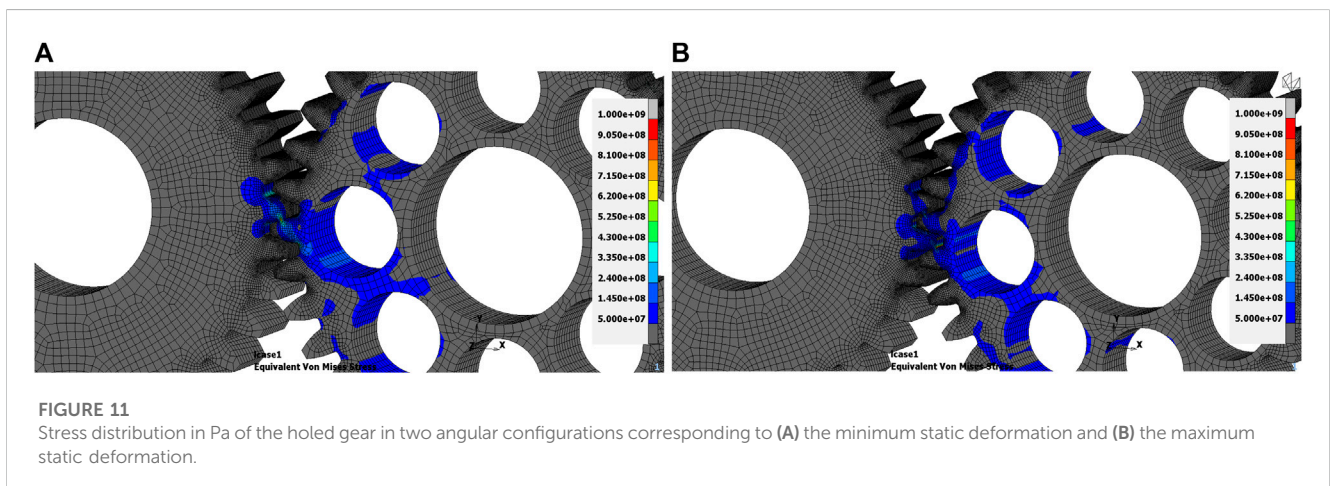 A
B
1.000e+09
9.050e+08
8.100e+08
7.150e+08
6.200e+08
5.250e+08
4.300e+08
3.350e+08
2.400e+08
1.450e+08
5.000e+07
Y
Z X
lcase1
Equivalent Von Mises Stress
1
1.000e+09
9.050e+08
8.100e+08
7.150e+08
6.200e+08
5.250e+08
4.300e+08
3.350e+08
2.400e+08
1.450e+08
5.000e+07
Y
Z X
lcase1
Equivalent Von Mises Stress
FIGURE 11
Stress distribution in Pa of the holed gear in two angular configurations corresponding to (A) the minimum static deformation and (B) the maximum
static deformation.